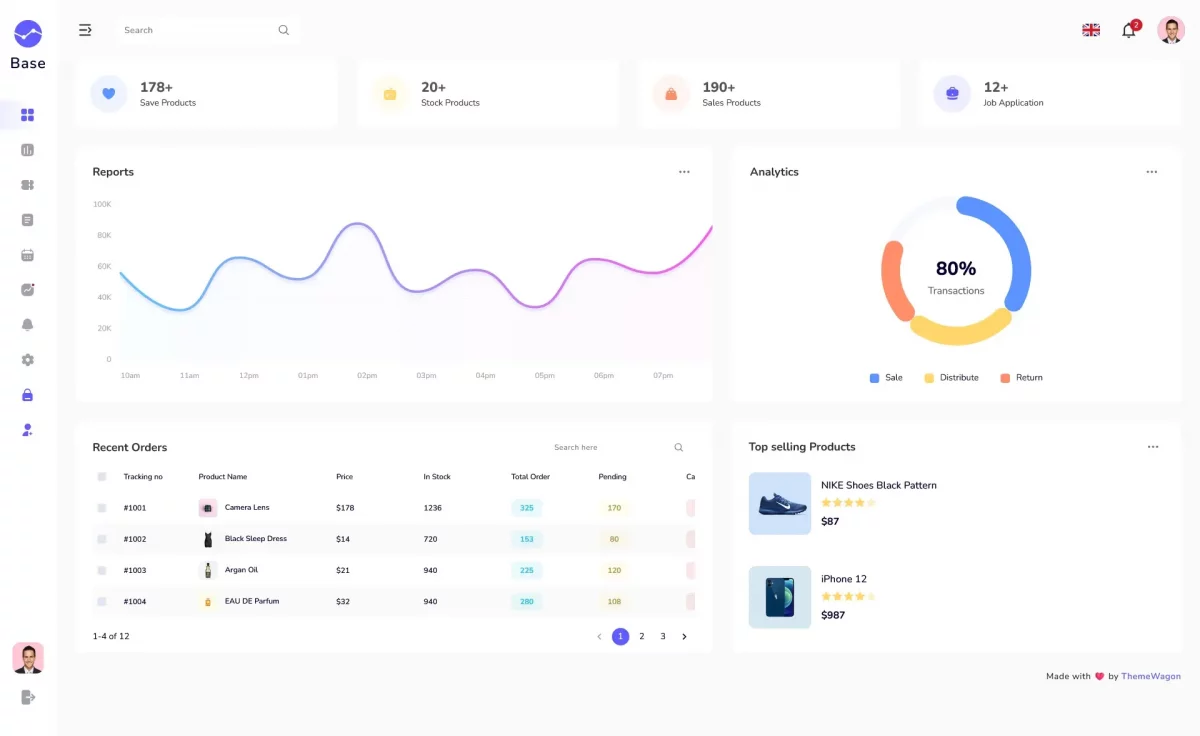 Base
Search
2
178+
Save Products
20+
Stock Products
190+
Sales Products
12+
Job Application
Reports
100K
80K
60K
40K
20K
0
10am 11am 12pm 01pm 02pm 03pm 04pm 05pm 06pm 07pm
Analytics
80%
Transactions
Sale Distribute Return
Recent Orders
Search here
Tracking no Product Name Price In Stock Total Order Pending Ca
#1001 Camera Lens $178 1236 325 170
#1002 Black Sleep Dress $14 720 153 80
#1003 Argan Oil $21 940 225 120
#1004 EAU DE Parfum $32 940 280 108
1-4 of 12
1 2 3
Top selling Products
NIKE Shoes Black Pattern
$87
iPhone 12
$987
Made with by ThemeWagon